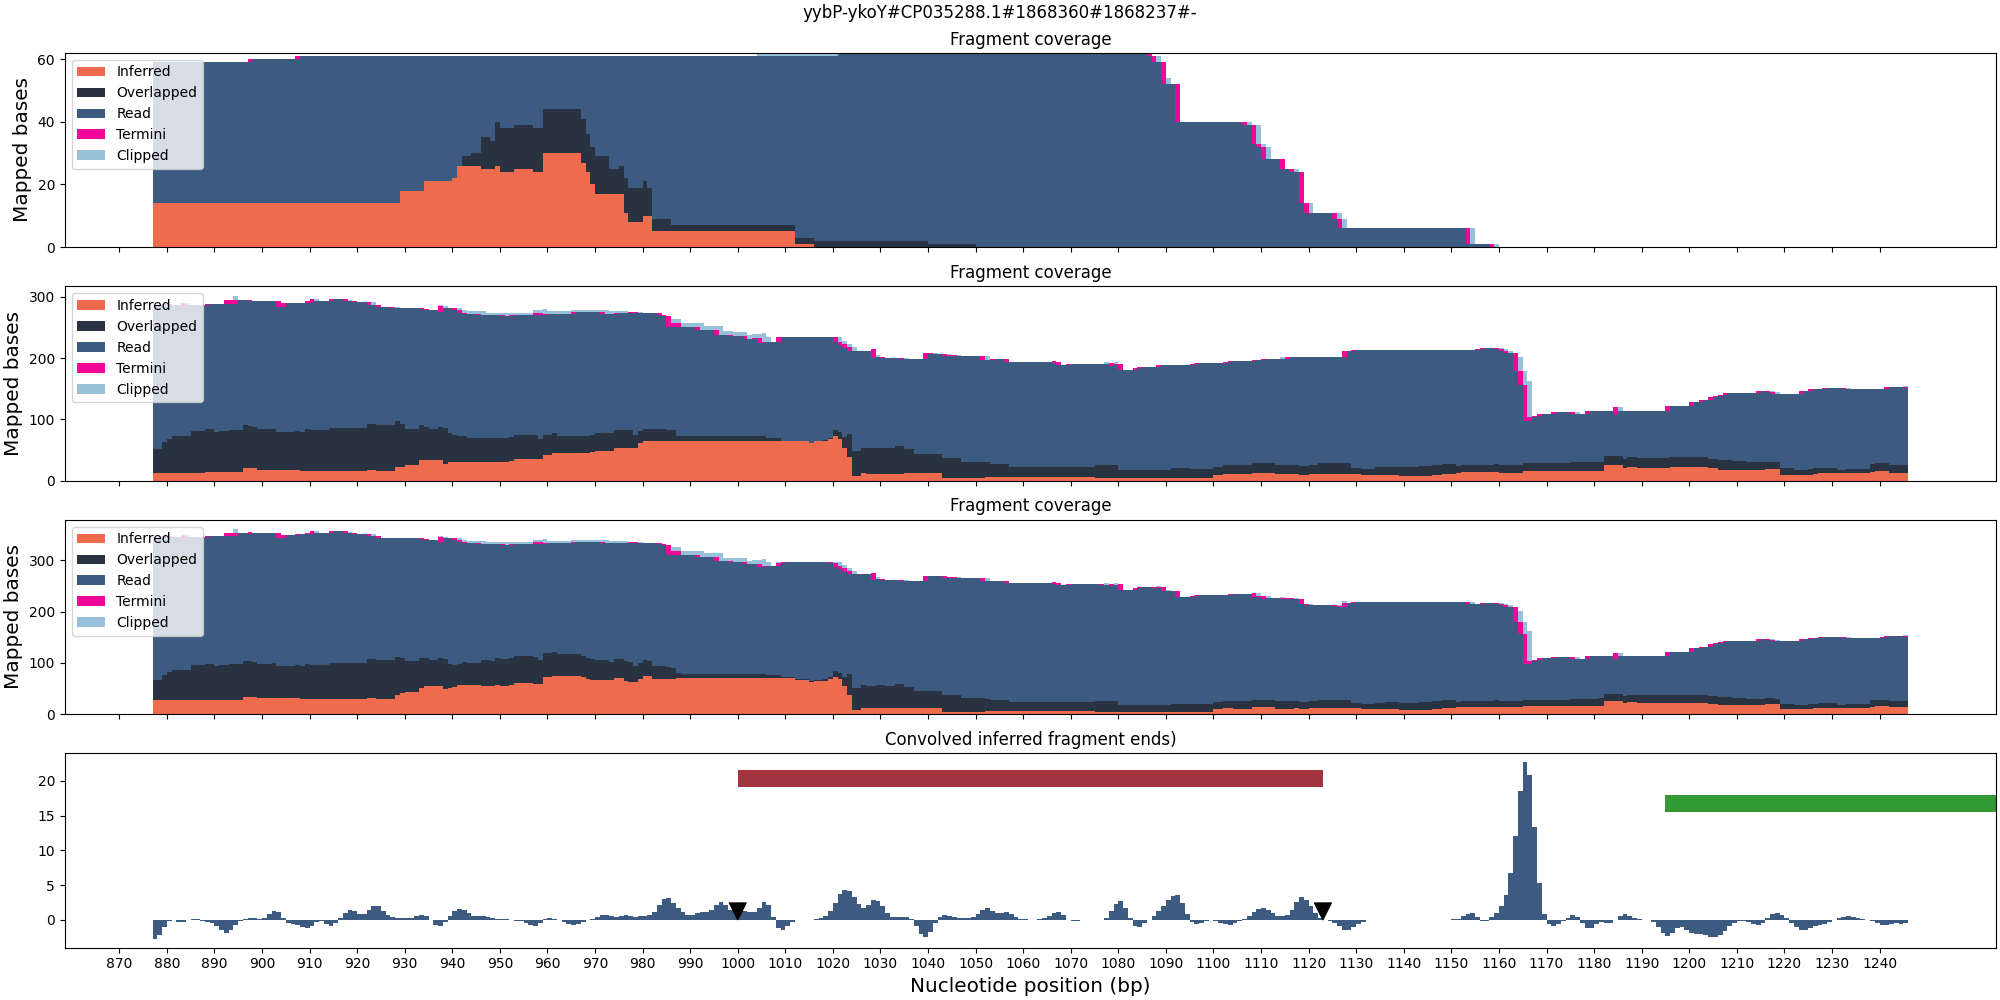 yybP-ykoY#CP035288.1#1868360#1868237#-
Fragment coverage
Mapped bases
60
40
20
0
Inferred
Overlapped
Read
Termini
Clipped
Fragment coverage
Mapped bases
300
200
100
0
Inferred
Overlapped
Read
Termini
Clipped
Fragment coverage
Mapped bases
300
200
100
0
Inferred
Overlapped
Read
Termini
Clipped
Convolved inferred fragment ends)
20
15
10
5
0
870 880 890 900 910 920 930 940 950 960 970 980 990 1000 1010 1020 1030 1040 1050 1060 1070 1080 1090 1100 1110 1120 1130 1140 1150 1160 1170 1180 1190 1200 1210 1220 1230 1240
Nucleotide position (bp)